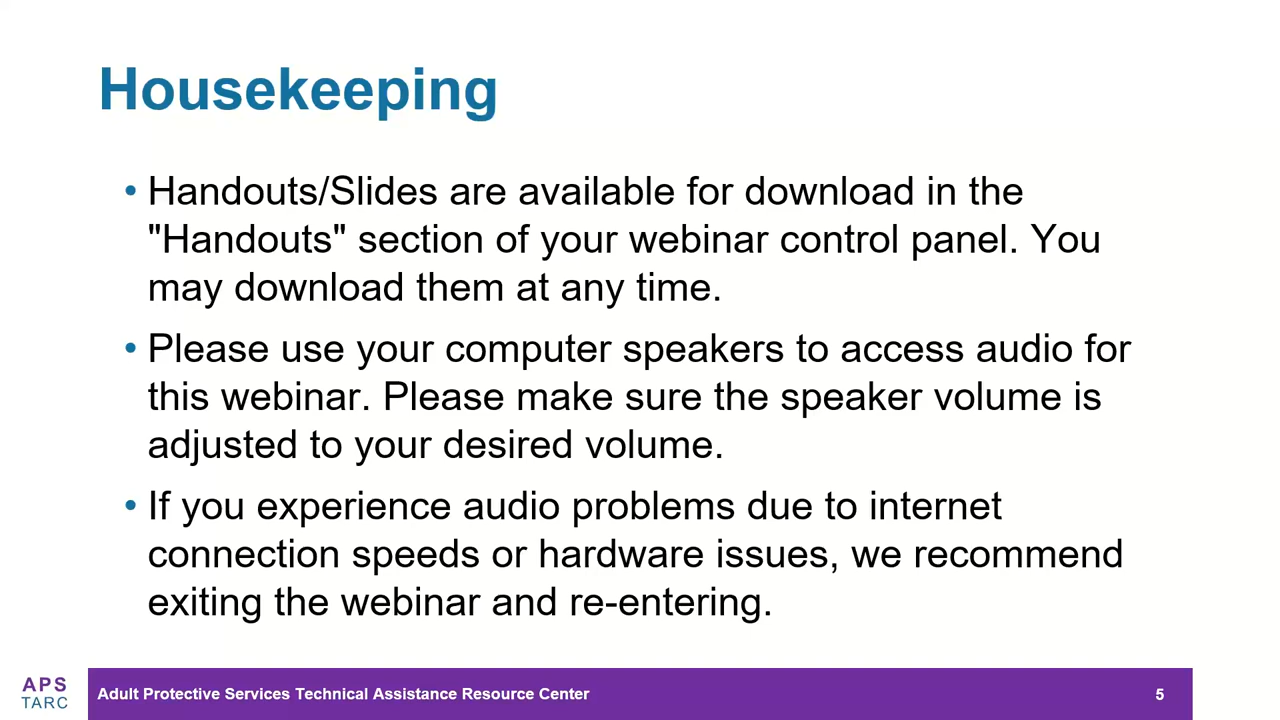 Housekeeping
• Handouts/Slides are available for download in the
"Handouts" section of your webinar control panel. You
may download them at any time.
• Please use your computer speakers to access audio for
this webinar. Please make sure the speaker volume is
adjusted to your desired volume.
• If you experience audio problems due to internet
connection speeds or hardware issues, we recommend
exiting the webinar and re-entering.
APS
TARC
Adult Protective Services Technical Assistance Resource Center
5